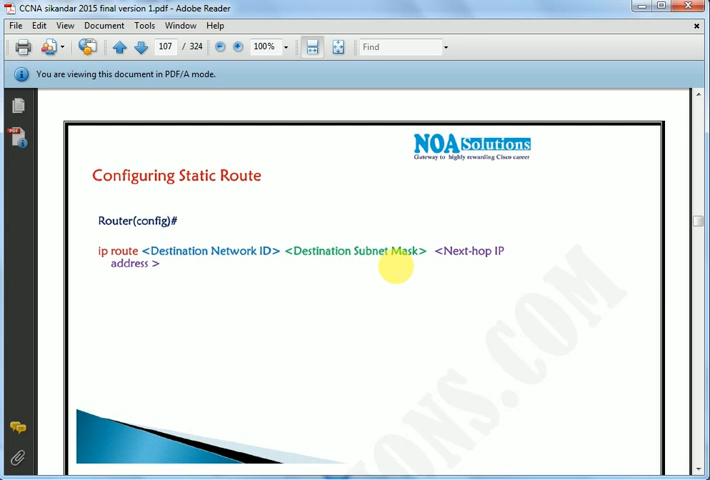 CCNA sikandar 2015 final version 1.pdf - Adobe Reader
File Edit View Document Tools Window Help
107 / 324 100% Find
You are viewing this document in PDF/A mode.
NOA Solutions
Gateway to highly rewarding Cisco career
Configuring Static Route
Router(config)#
ip route <Destination Network ID> <Destination Subnet Mask> <Next-hop IP
address >
IONS.COM